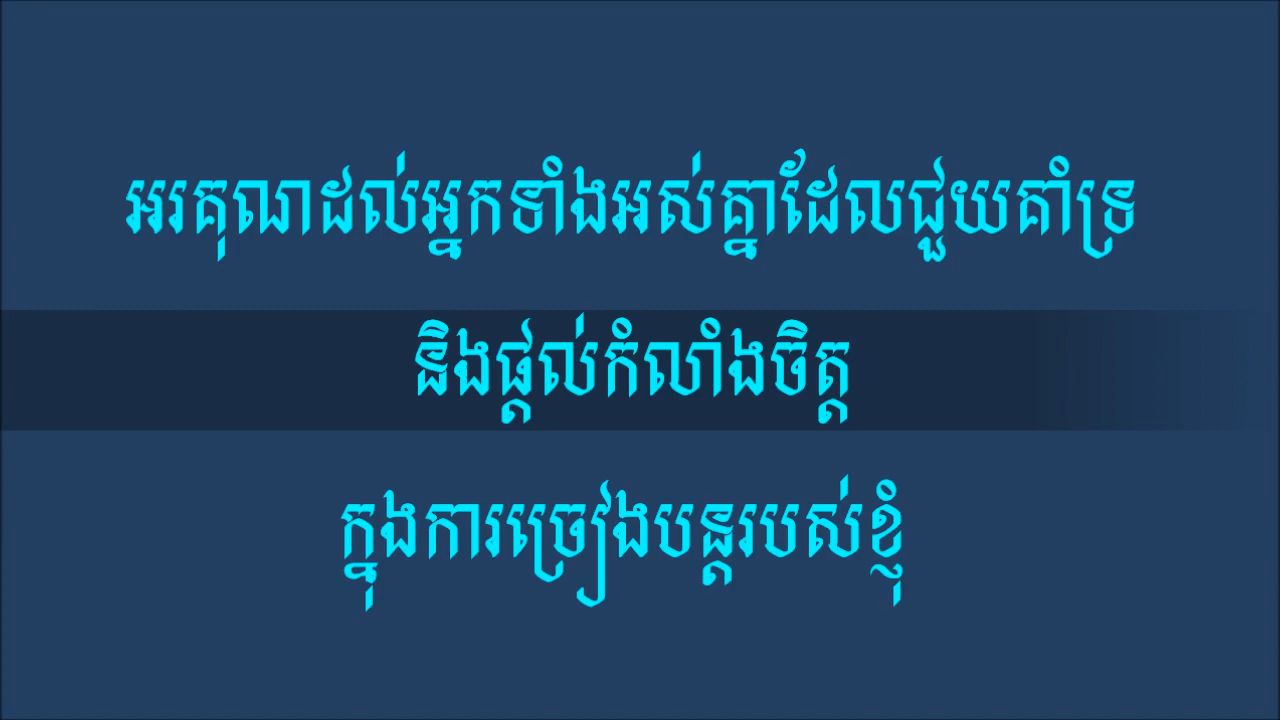 អរគុណដល់អ្នកទាំងអស់គ្នាដែលជួយគាំទ្រ
និងផ្តល់កំលាំងចិត្ត
ក្នុងការច្រៀងបន្តរបស់ខ្ញុំ